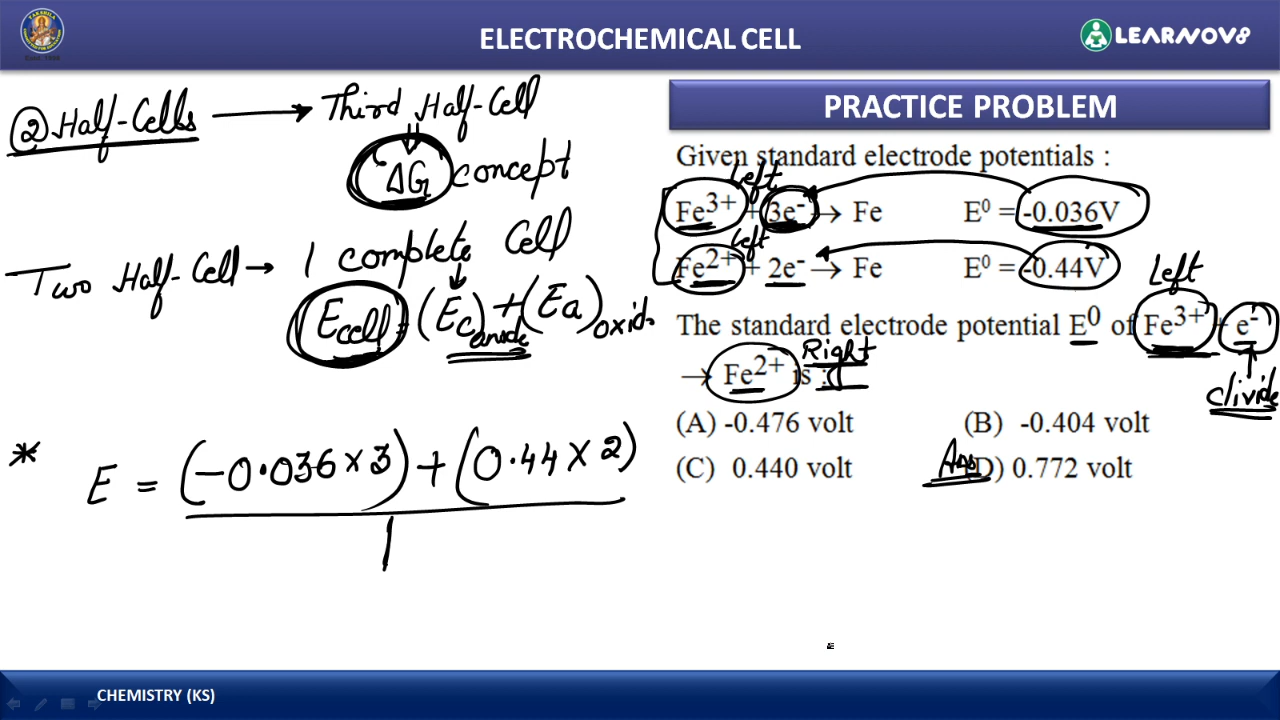 ELECTROCHEMICAL CELL
LEARNOV8
TAKSHILA
② Half-Cells → Third Half-Cell
ΔG concept
Two Half-Cell → 1 complete Cell
Ecell = (Ec)anode + (Ea)oxid.
* E = (-0.036 × 3) + (0.44 × 2)
1
PRACTICE PROBLEM
Given standard electrode potentials :
Left
Fe³⁺ + 3e⁻ → Fe E⁰ = -0.036V
Left
Fe²⁺ + 2e⁻ → Fe E⁰ = -0.44V
Left
The standard electrode potential E⁰ of Fe³⁺ + e⁻
Right
→ Fe²⁺ is :
divide
(A) -0.476 volt (B) -0.404 volt
(C) 0.440 volt Ans (D) 0.772 volt
CHEMISTRY (KS)